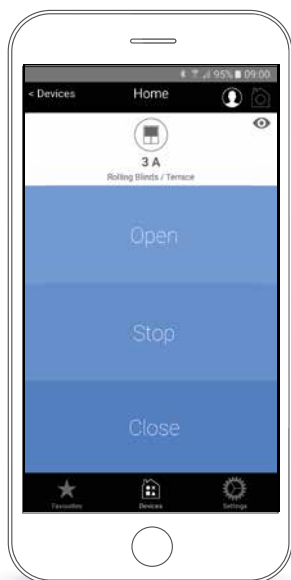 95% 09:00
< Devices Home
3 A
Rolling Blinds / Terrace
Open
Stop
Close
Favourites Devices Settings